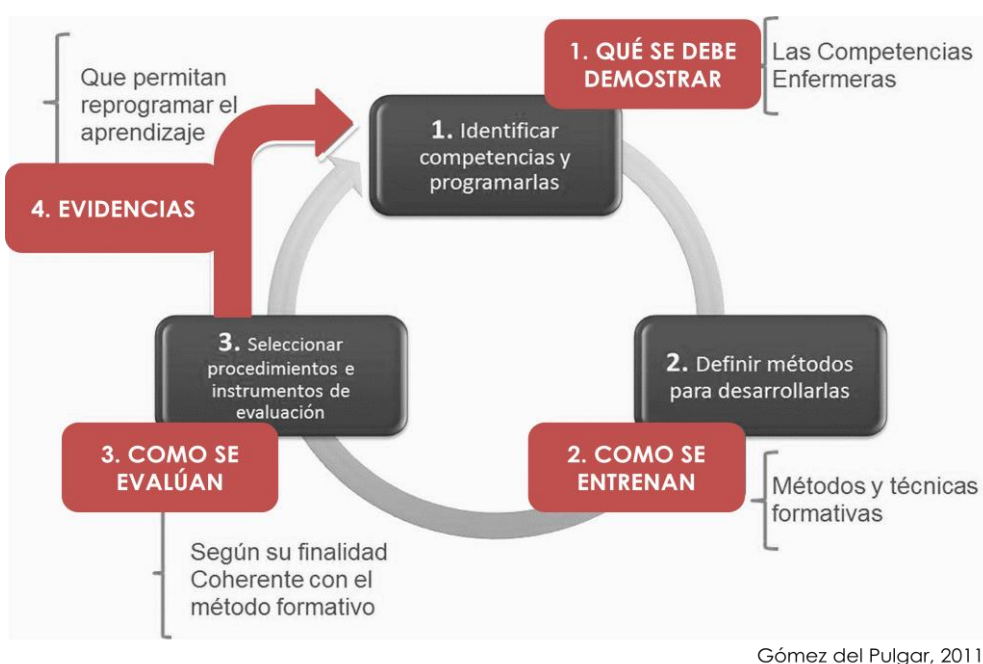 1. QUÉ SE DEBE
DEMOSTRAR
Las Competencias
Enfermeras
Que permitan
reprogramar el
aprendizaje
1. Identificar
competencias y
programarlas
4. EVIDENCIAS
3. Seleccionar
procedimientos e
instrumentos de
evaluación
2. Definir métodos
para desarrollarlas
3. COMO SE
EVALÚAN
2. COMO SE
ENTRENAN
Métodos y técnicas
formativas
Según su finalidad
Coherente con el
método formativo
Gómez del Pulgar, 2011